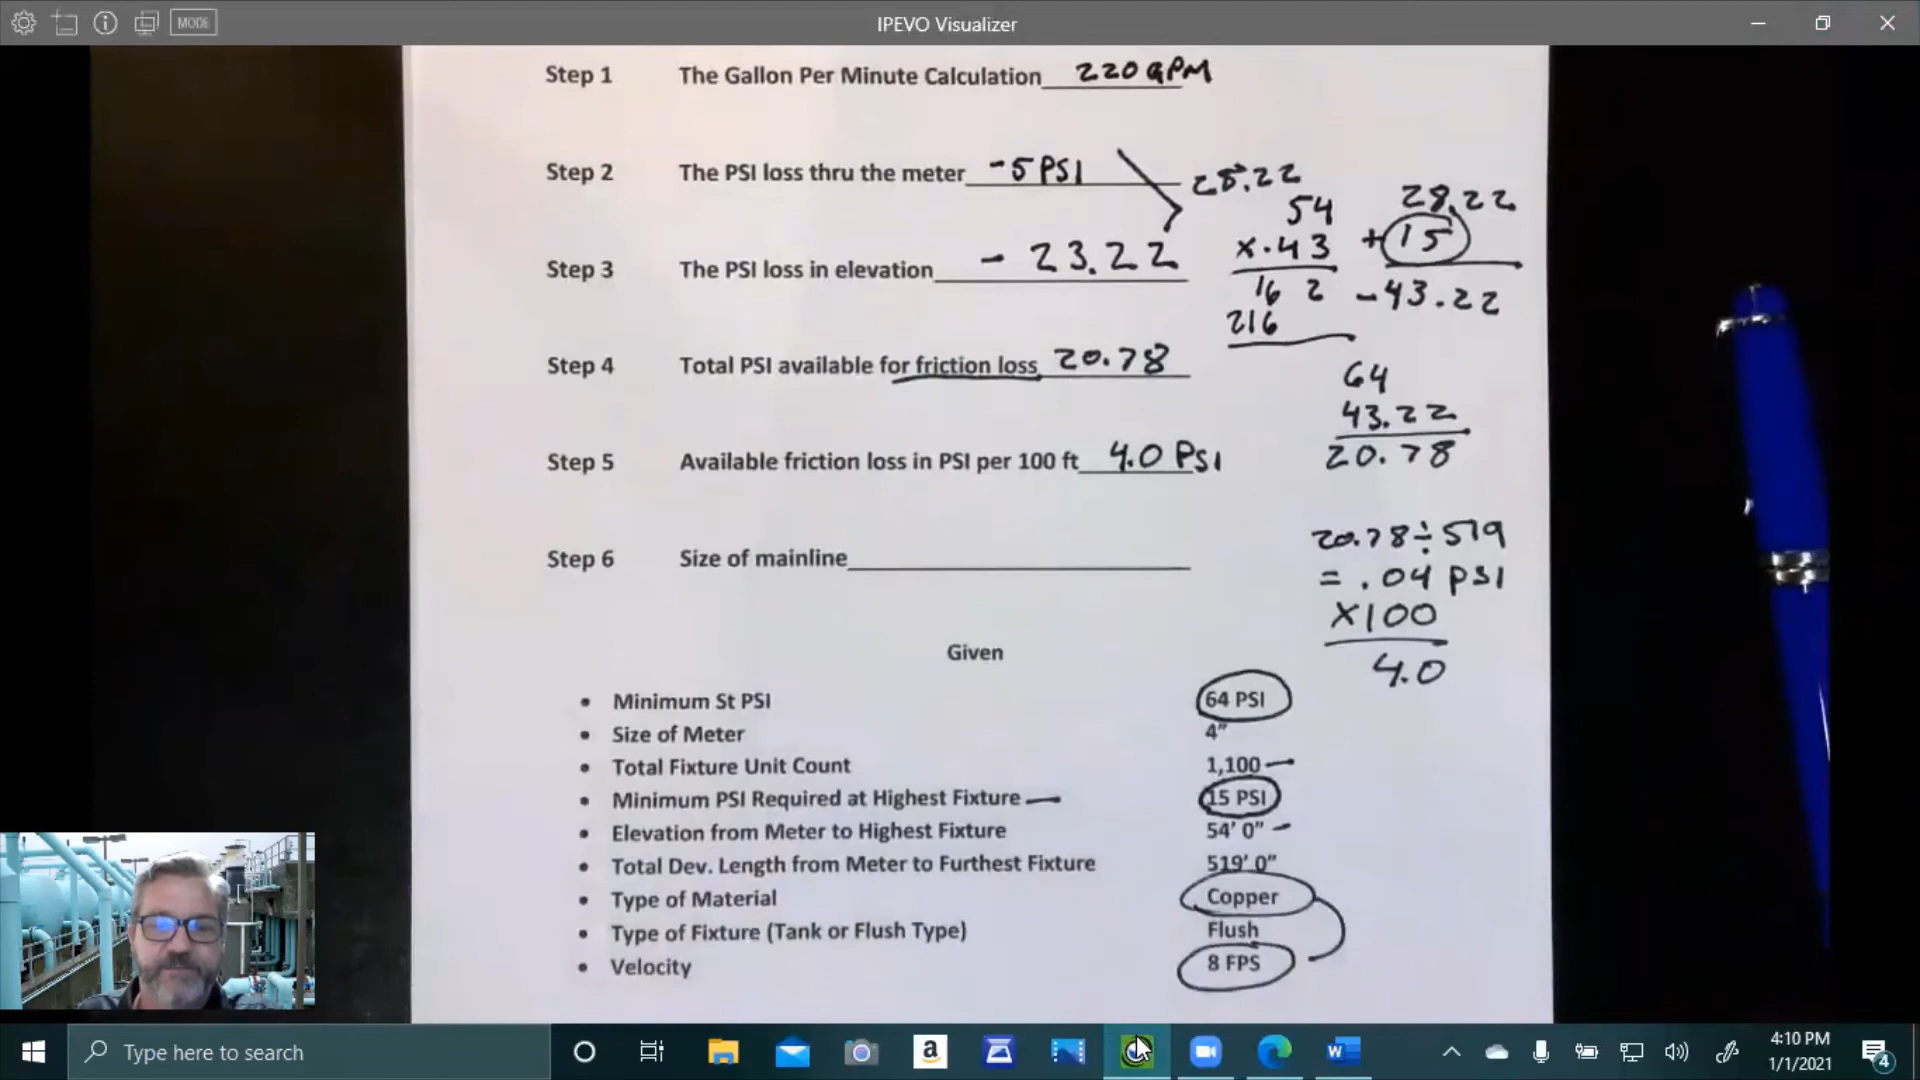 MODE
IPEVO Visualizer
Step 1 The Gallon Per Minute Calculation 220 GPM
Step 2 The PSI loss thru the meter -5 PSI
28.22
54
x.43
16 2
216
28.22
+15
-43.22
Step 3 The PSI loss in elevation - 23.22
Step 4 Total PSI available for friction loss 20.78
64
43.22
20.78
Step 5 Available friction loss in PSI per 100 ft 4.0 PSI
20.78÷519
= .04 PSI
X100
4.0
Step 6 Size of mainline
Given
• Minimum St PSI 64 PSI
• Size of Meter 4"
• Total Fixture Unit Count 1,100
• Minimum PSI Required at Highest Fixture 15 PSI
• Elevation from Meter to Highest Fixture 54' 0"
• Total Dev. Length from Meter to Furthest Fixture 519' 0"
• Type of Material Copper
• Type of Fixture (Tank or Flush Type) Flush
• Velocity 8 FPS
Type here to search
a
W
4:10 PM
1/1/2021
4